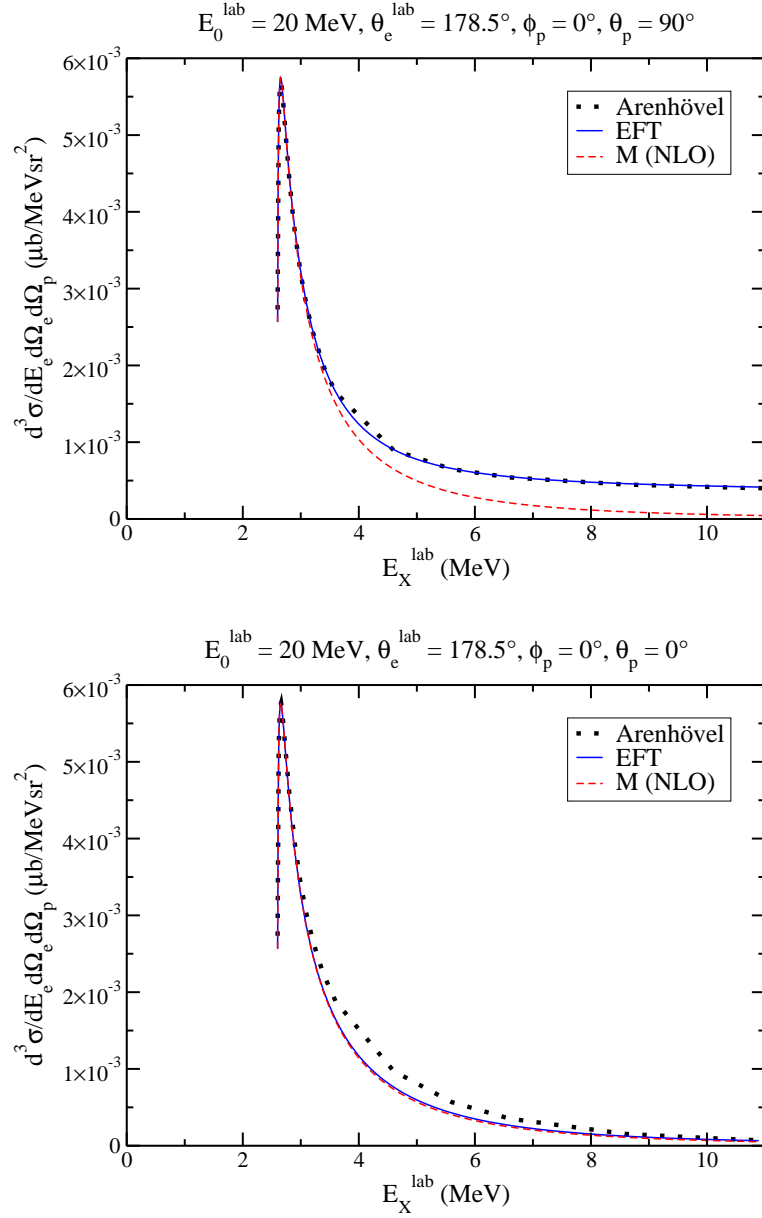 E₀ˡᵃᵇ = 20 MeV, θₑˡᵃᵇ = 178.5°, ϕₚ = 0°, θₚ = 90°
6×10⁻³
5×10⁻³
4×10⁻³
3×10⁻³
2×10⁻³
1×10⁻³
0
d³σ/dEₑdΩₑdΩₚ (μb/MeVsr²)
Arenhövel
EFT
M (NLO)
0 2 4 6 8 10
E_Xˡᵃᵇ (MeV)
E₀ˡᵃᵇ = 20 MeV, θₑˡᵃᵇ = 178.5°, ϕₚ = 0°, θₚ = 0°
6×10⁻³
5×10⁻³
4×10⁻³
3×10⁻³
2×10⁻³
1×10⁻³
0
d³σ/dEₑdΩₑdΩₚ (μb/MeVsr²)
Arenhövel
EFT
M (NLO)
0 2 4 6 8 10
E_Xˡᵃᵇ (MeV)